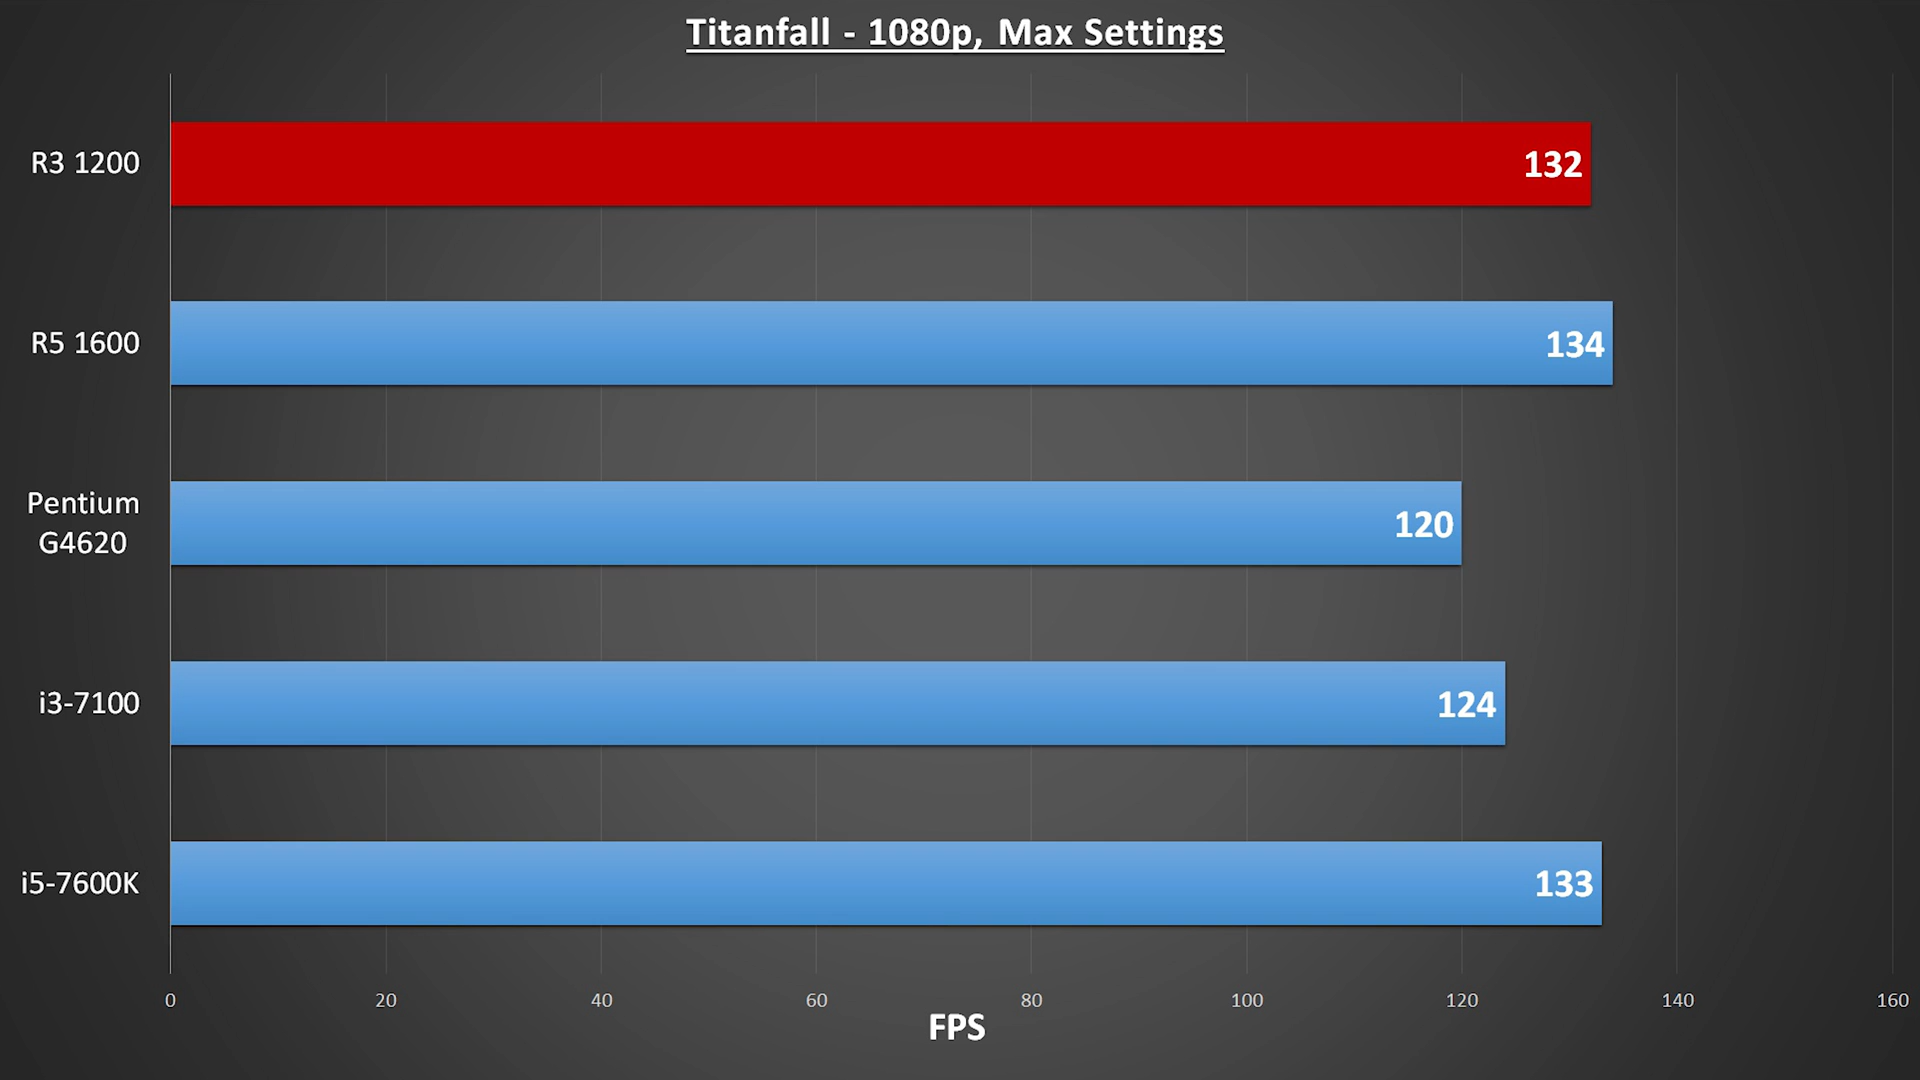 Titanfall - 1080p, Max Settings
R3 1200
132
R5 1600
134
Pentium
G4620
120
i3-7100
124
i5-7600K
133
0 20 40 60 80 100 120 140 160
FPS